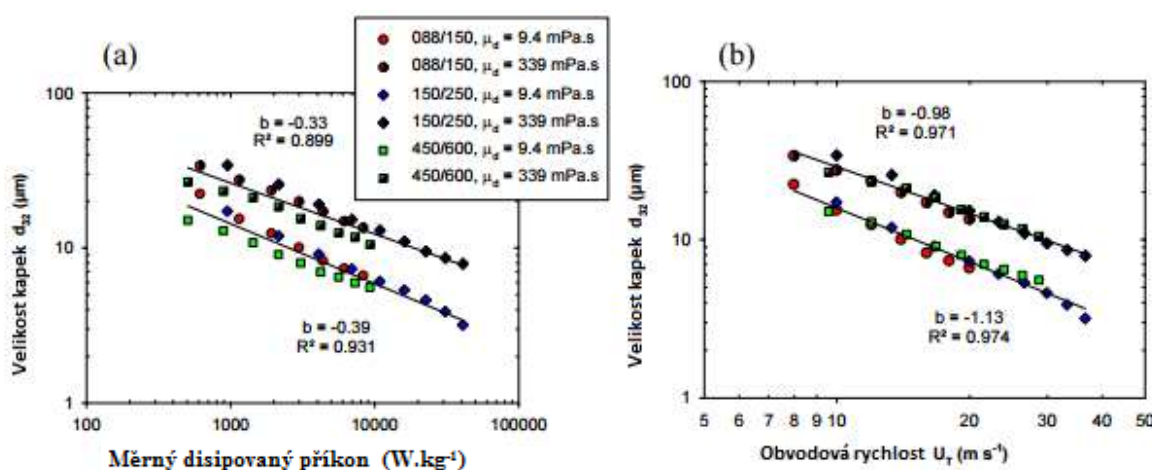 (a)
088/150, μd = 9.4 mPa.s
088/150, μd = 339 mPa.s
150/250, μd = 9.4 mPa.s
150/250, μd = 339 mPa.s
450/600, μd = 9.4 mPa.s
450/600, μd = 339 mPa.s
Velikost kapek d32 (μm)
100
10
1
b = -0.33
R² = 0.899
b = -0.39
R² = 0.931
100 1000 10000 100000
Měrný disipovaný příkon (W.kg-1)
(b)
Velikost kapek d32 (μm)
100
10
1
b = -0.98
R² = 0.971
b = -1.13
R² = 0.974
5 6 7 8 9 10 20 30 40 50
Obvodová rychlost UT (m s-1)